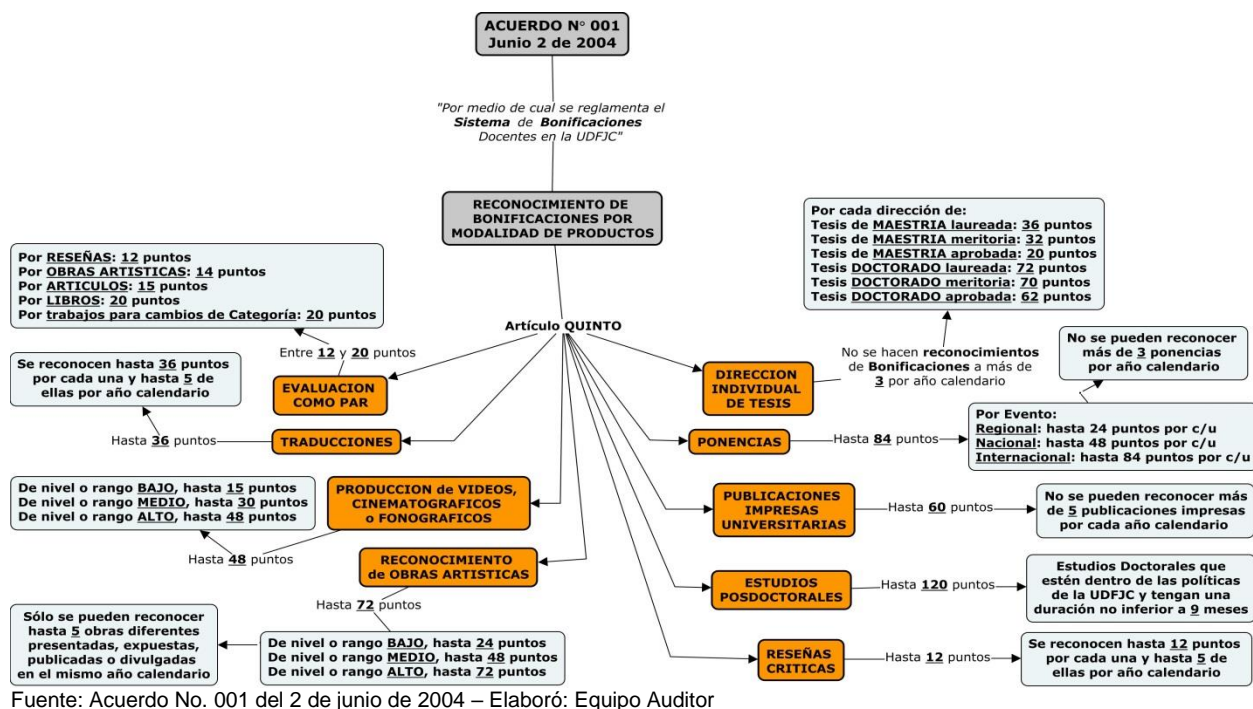 ACUERDO N° 001
Junio 2 de 2004
"Por medio de cual se reglamenta el
Sistema de Bonificaciones
Docentes en la UDFJC"
RECONOCIMIENTO DE
BONIFICACIONES POR
MODALIDAD DE PRODUCTOS
Artículo QUINTO
Por RESEÑAS: 12 puntos
Por OBRAS ARTISTICAS: 14 puntos
Por ARTICULOS: 15 puntos
Por LIBROS: 20 puntos
Por trabajos para cambios de Categoría: 20 puntos
Entre 12 y 20 puntos
EVALUACION
COMO PAR
Se reconocen hasta 36 puntos
por cada una y hasta 5 de
ellas por año calendario
Hasta 36 puntos
TRADUCCIONES
De nivel o rango BAJO, hasta 15 puntos
De nivel o rango MEDIO, hasta 30 puntos
De nivel o rango ALTO, hasta 48 puntos
Hasta 48 puntos
PRODUCCION de VIDEOS,
CINEMATOGRAFICOS
o FONOGRAFICOS
RECONOCIMIENTO
de OBRAS ARTISTICAS
Hasta 72 puntos
Sólo se pueden reconocer
hasta 5 obras diferentes
presentadas, expuestas,
publicadas o divulgadas
en el mismo año calendario
De nivel o rango BAJO, hasta 24 puntos
De nivel o rango MEDIO, hasta 48 puntos
De nivel o rango ALTO, hasta 72 puntos
Por cada dirección de:
Tesis de MAESTRIA laureada: 36 puntos
Tesis de MAESTRIA meritoria: 32 puntos
Tesis de MAESTRIA aprobada: 20 puntos
Tesis DOCTORADO laureada: 72 puntos
Tesis DOCTORADO meritoria: 70 puntos
Tesis DOCTORADO aprobada: 62 puntos
No se hacen reconocimientos
de Bonificaciones a más de
3 por año calendario
DIRECCION
INDIVIDUAL
DE TESIS
No se pueden reconocer
más de 3 ponencias
por año calendario
PONENCIAS
Hasta 84 puntos
Por Evento:
Regional: hasta 24 puntos por c/u
Nacional: hasta 48 puntos por c/u
Internacional: hasta 84 puntos por c/u
PUBLICACIONES
IMPRESAS
UNIVERSITARIAS
Hasta 60 puntos
No se pueden reconocer más
de 5 publicaciones impresas
por cada año calendario
ESTUDIOS
POSDOCTORALES
Hasta 120 puntos
Estudios Doctorales que
estén dentro de las políticas
de la UDFJC y tengan una
duración no inferior a 9 meses
RESEÑAS
CRITICAS
Hasta 12 puntos
Se reconocen hasta 12 puntos
por cada una y hasta 5 de
ellas por año calendario
Fuente: Acuerdo No. 001 del 2 de junio de 2004 – Elaboró: Equipo Auditor